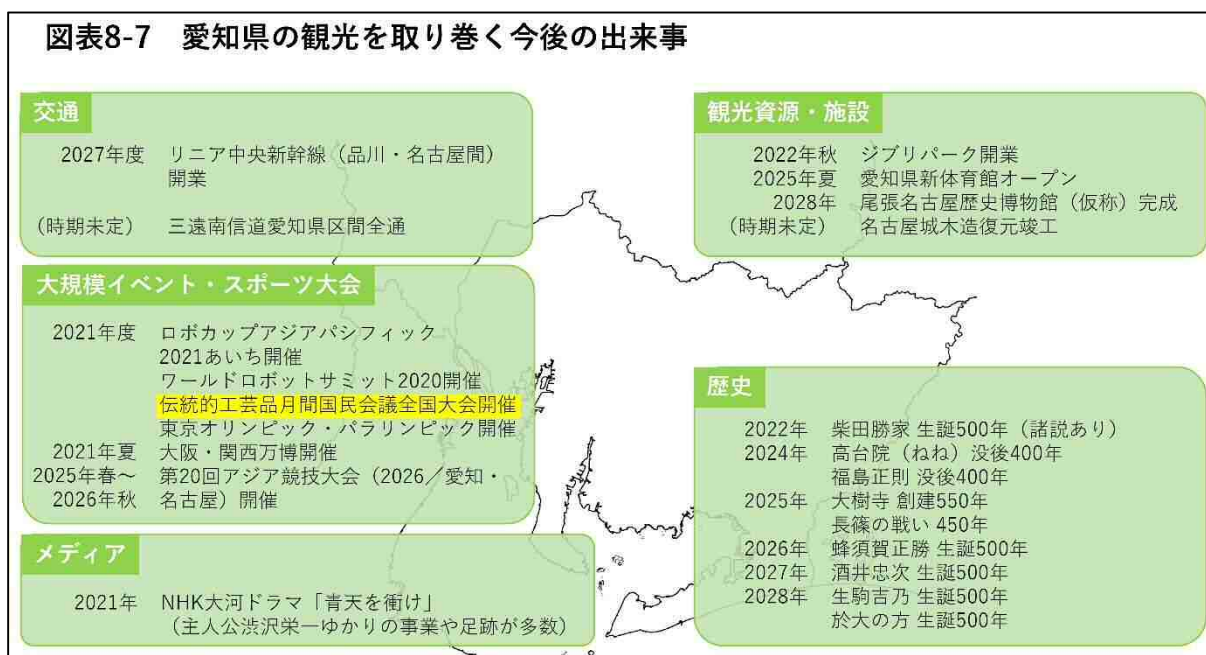 図表8-7 愛知県の観光を取り巻く今後の出来事
交通
2027年度 リニア中央新幹線（品川・名古屋間）
開業
（時期未定） 三遠南信道愛知県区間全通
大規模イベント・スポーツ大会
2021年度 ロボカップアジアパシフィック
2021あいち開催
ワールドロボットサミット2020開催
伝統的工芸品月間国民会議全国大会開催
東京オリンピック・パラリンピック開催
2021年夏 大阪・関西万博開催
2025年春～ 第20回アジア競技大会（2026／愛知・
2026年秋 名古屋）開催
メディア
2021年 NHK大河ドラマ「青天を衝け」
（主人公渋沢栄一ゆかりの事業や足跡が多数）
観光資源・施設
2022年秋 ジブリパーク開業
2025年夏 愛知県新体育館オープン
2028年 尾張名古屋歴史博物館（仮称）完成
（時期未定） 名古屋城木造復元竣工
歴史
2022年 柴田勝家 生誕500年（諸説あり）
2024年 高台院（ねね）没後400年
福島正則 没後400年
2025年 大樹寺 創建550年
長篠の戦い 450年
2026年 蜂須賀正勝 生誕500年
2027年 酒井忠次 生誕500年
2028年 生駒吉乃 生誕500年
於大の方 生誕500年